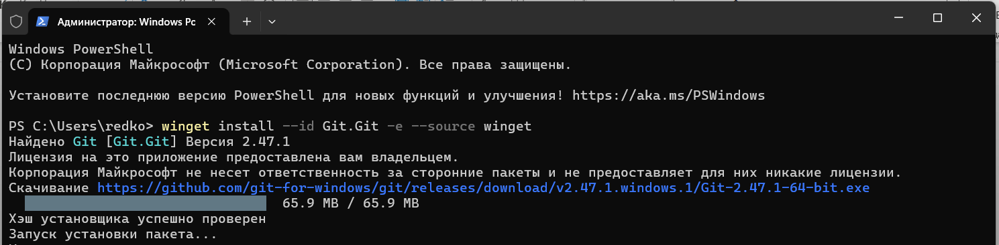 Администратор: Windows Pc
Windows PowerShell
(C) Корпорация Майкрософт (Microsoft Corporation). Все права защищены.
Установите последнюю версию PowerShell для новых функций и улучшения! https://aka.ms/PSWindows
PS C:\Users\redko> winget install --id Git.Git -e --source winget
Найдено Git [Git.Git] Версия 2.47.1
Лицензия на это приложение предоставлена вам владельцем.
Корпорация Майкрософт не несет ответственность за сторонние пакеты и не предоставляет для них никакие лицензии.
Скачивание https://github.com/git-for-windows/git/releases/download/v2.47.1.windows.1/Git-2.47.1-64-bit.exe
65.9 MB / 65.9 MB
Хэш установщика успешно проверен
Запуск установки пакета...